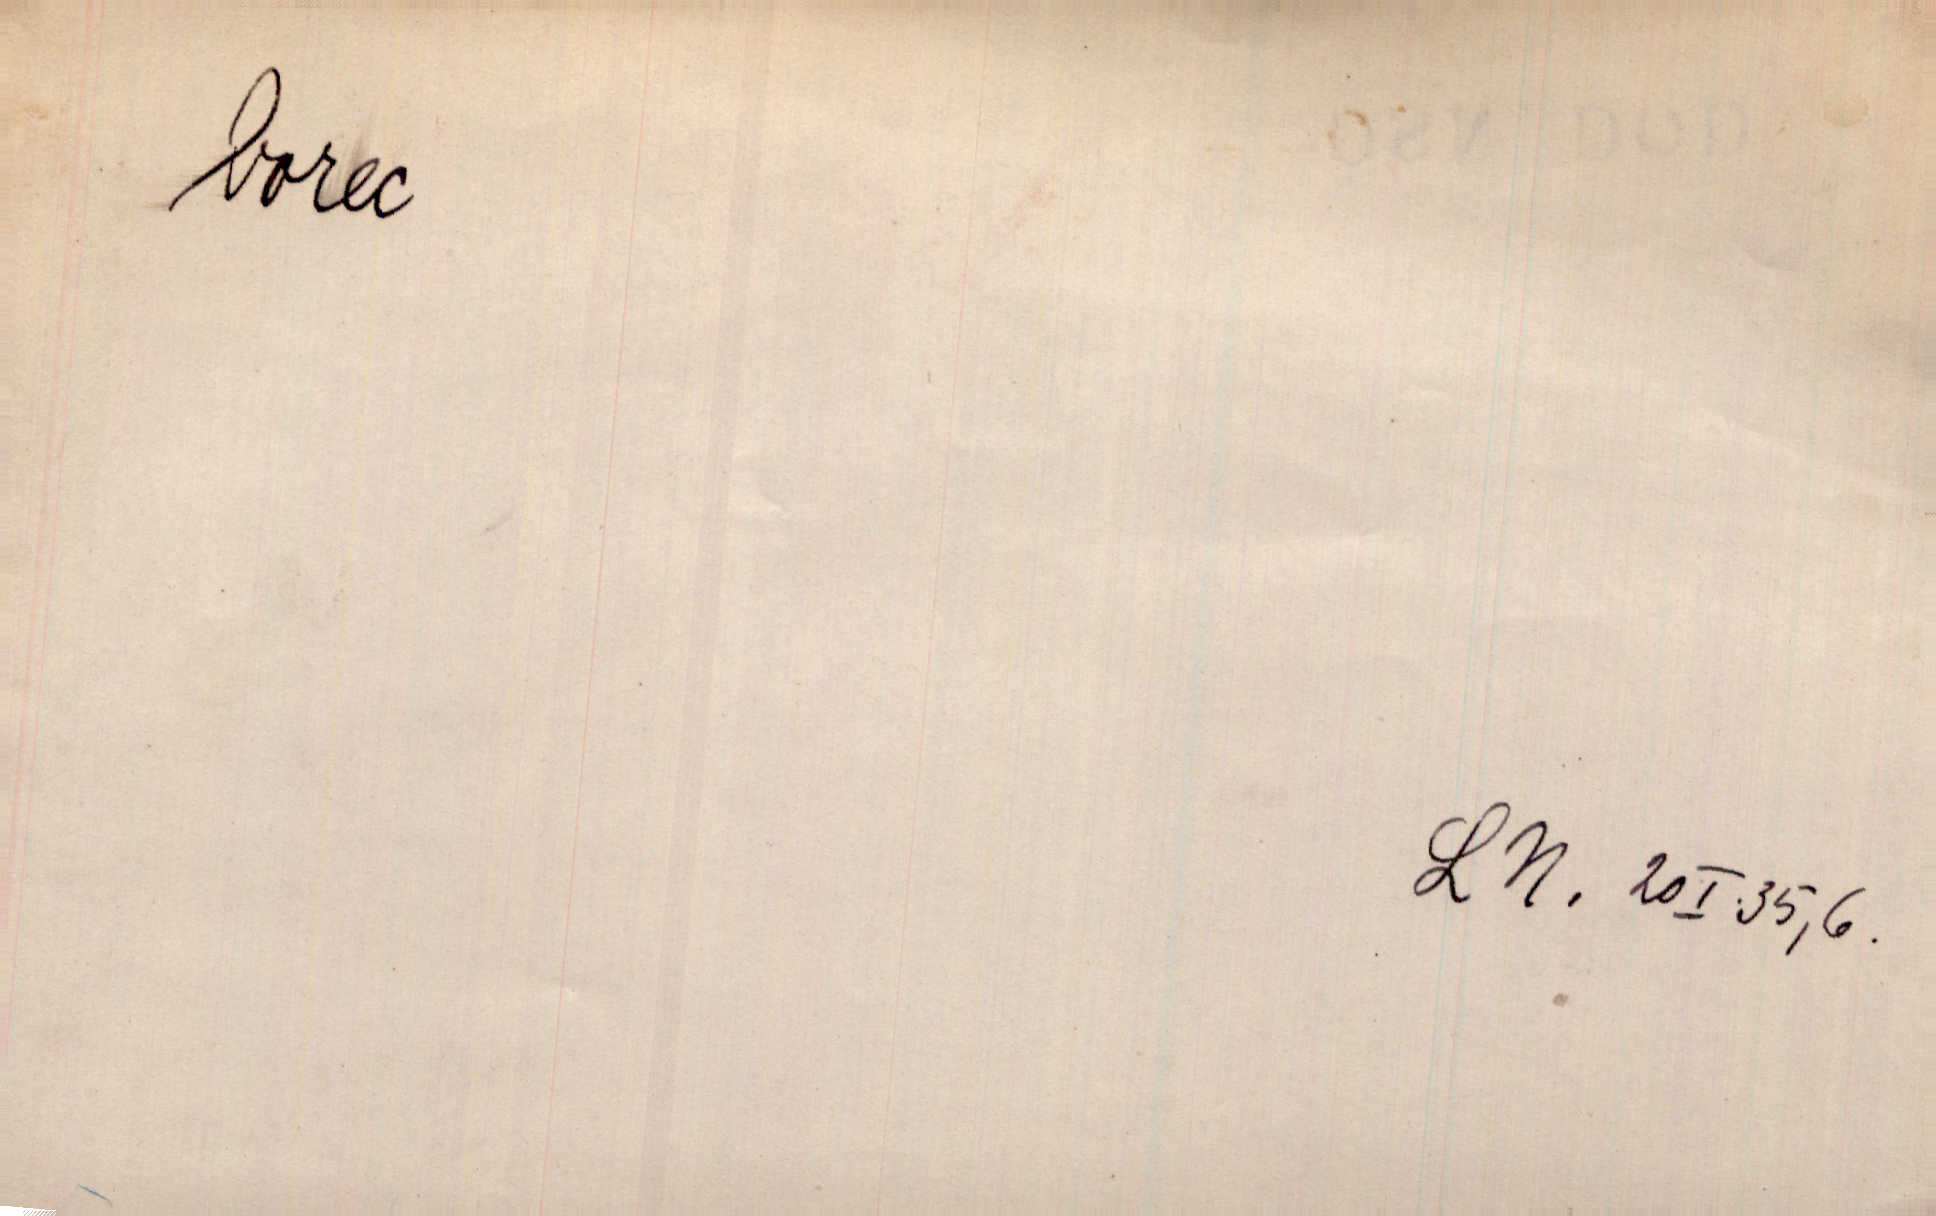 borec
LN. 20 I. 35, 6.